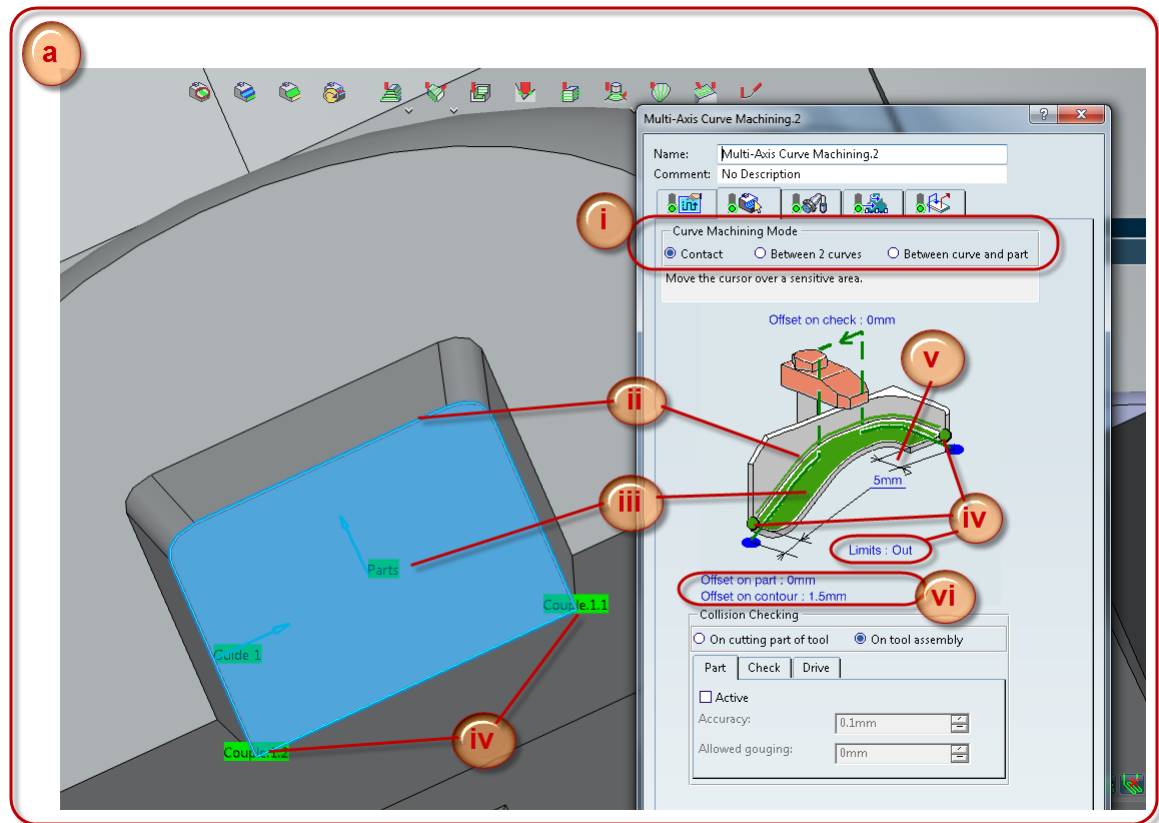 a
Multi-Axis Curve Machining.2
Name: Multi-Axis Curve Machining.2
Comment: No Description
i
Curve Machining Mode
Contact Between 2 curves Between curve and part
Move the cursor over a sensitive area.
Offset on check : 0mm
v
ii
5mm
iii
iv
Limits : Out
Parts
Offset on part : 0mm
Offset on contour : 1.5mm
vi
Couple.1.1
Collision Checking
On cutting part of tool On tool assembly
Guide 1
Part Check Drive
Active
Accuracy: 0.1mm
iv
Couple.1.2
Allowed gouging: 0mm